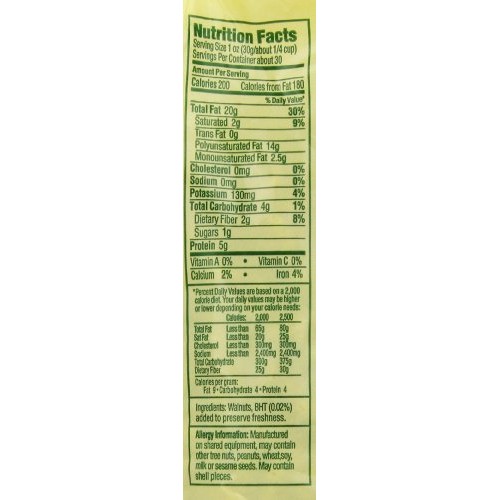 Nutrition Facts
Serving Size 1 oz (30g/about 1/4 cup)
Servings Per Container about 30
Amount Per Serving
Calories 200 Calories from Fat 180
% Daily Value*
Total Fat 20g 30%
Saturated 2g 9%
Trans Fat 0g
Polyunsaturated Fat 14g
Monounsaturated Fat 2.5g
Cholesterol 0mg 0%
Sodium 0mg 0%
Potassium 130mg 4%
Total Carbohydrate 4g 1%
Dietary Fiber 2g 8%
Sugars 1g
Protein 5g
Vitamin A 0% • Vitamin C 0%
Calcium 2% • Iron 4%
*Percent Daily Values are based on a 2,000
calorie diet. Your daily values may be higher
or lower depending on your calorie needs:
Calories: 2,000 2,500
Total Fat Less than 65g 80g
Sat Fat Less than 20g 25g
Cholesterol Less than 300mg 300mg
Sodium Less than 2,400mg 2,400mg
Total Carbohydrate 300g 375g
Dietary Fiber 25g 30g
Calories per gram:
Fat 9 • Carbohydrate 4 • Protein 4
Ingredients: Walnuts, BHT (0.02%)
added to preserve freshness.
Allergy Information: Manufactured
on shared equipment, may contain
other tree nuts, peanuts, wheat,soy,
milk or sesame seeds. May contain
shell pieces.